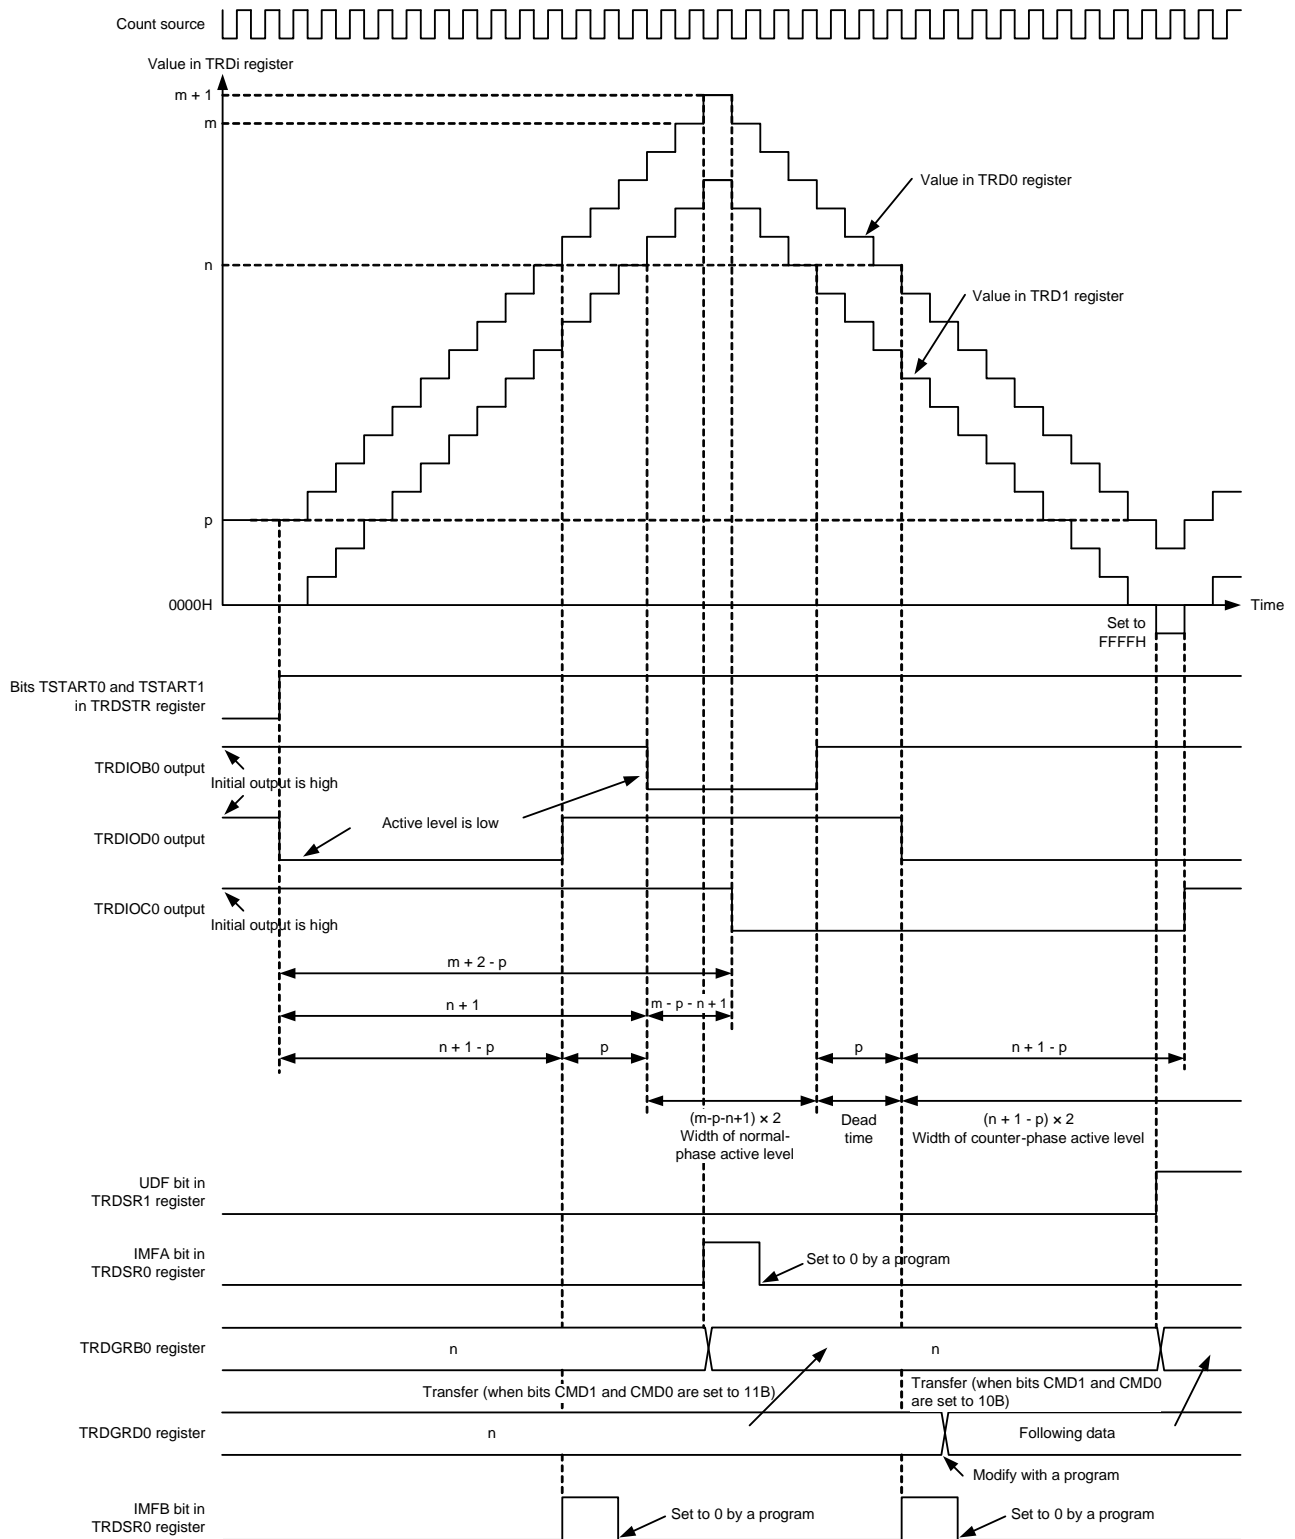 Count source
Value in TRDi register
m + 1
m
Value in TRD0 register
n
Value in TRD1 register
p
0000H
Time
Set to
FFFFH
Bits TSTART0 and TSTART1
in TRDSTR register
TRDIOB0 output
Initial output is high
Active level is low
TRDIOD0 output
TRDIOC0 output
Initial output is high
m + 2 - p
n + 1
m - p - n + 1
n + 1 - p
p
p
n + 1 - p
(m-p-n+1) × 2
Width of normal-
phase active level
Dead
time
(n + 1 - p) × 2
Width of counter-phase active level
UDF bit in
TRDSR1 register
IMFA bit in
TRDSR0 register
Set to 0 by a program
TRDGRB0 register
n
n
Transfer (when bits CMD1 and CMD0 are set to 11B)
Transfer (when bits CMD1 and CMD0
are set to 10B)
TRDGRD0 register
n
Following data
Modify with a program
IMFB bit in
TRDSR0 register
Set to 0 by a program
Set to 0 by a program